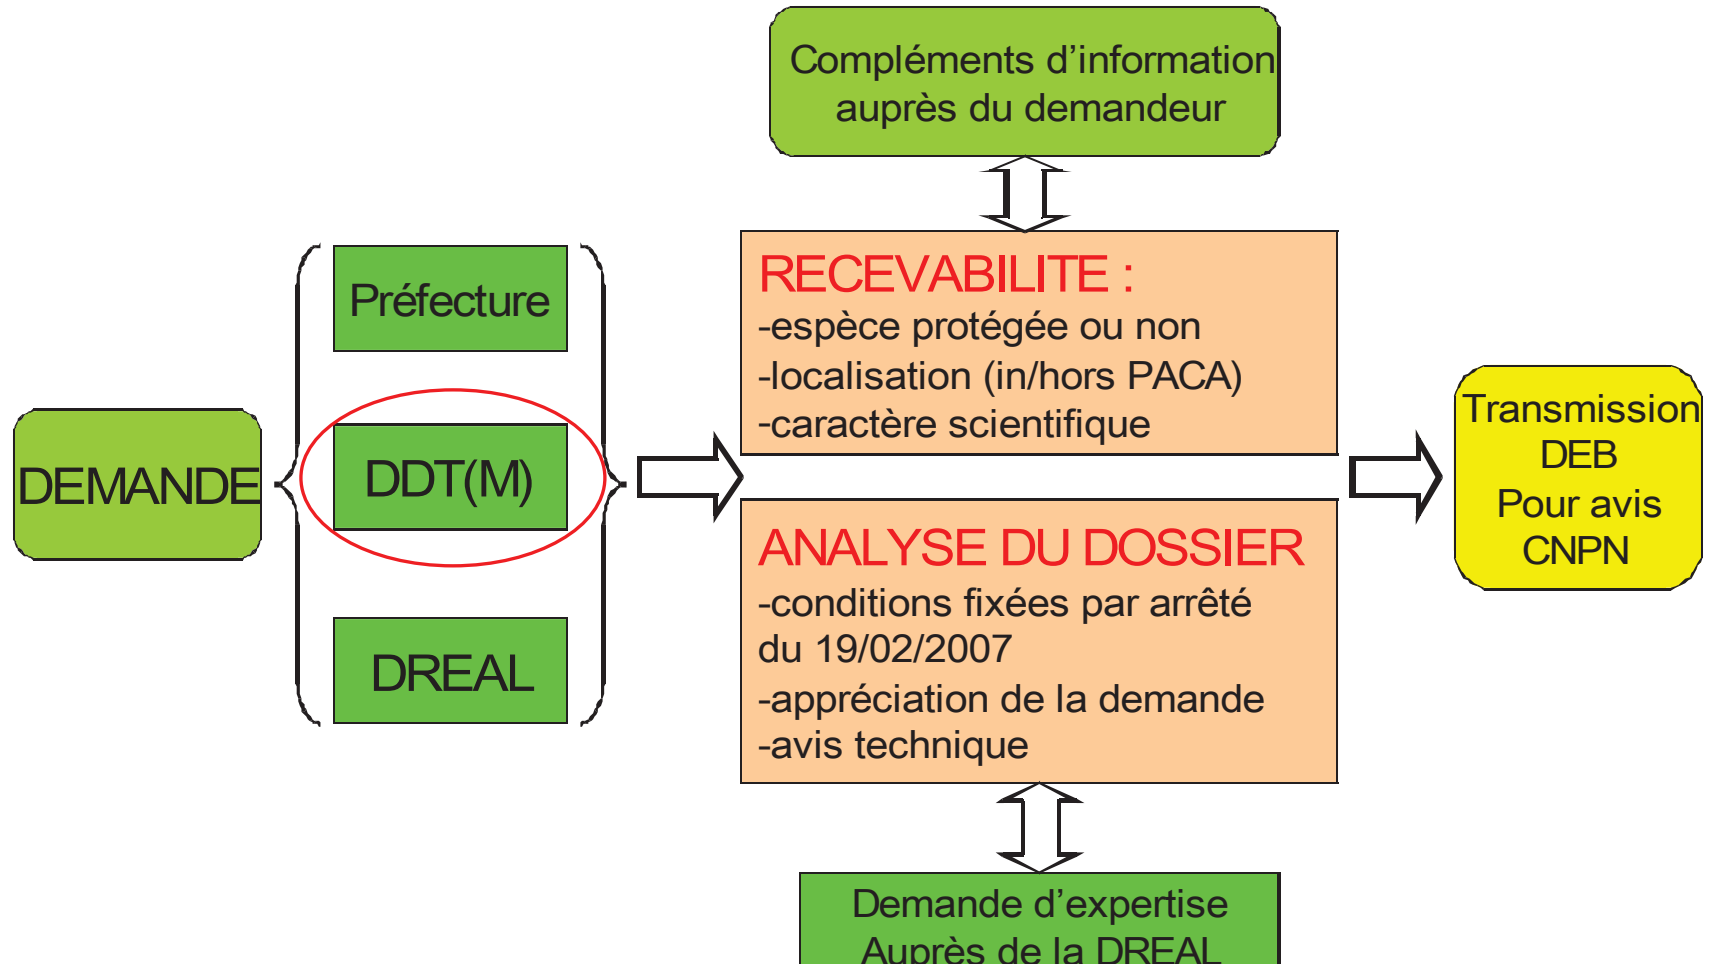 Compléments d’information
auprès du demandeur
DEMANDE
Préfecture
DDT(M)
DREAL
RECEVABILITE :
-espèce protégée ou non
-localisation (in/hors PACA)
-caractère scientifique
ANALYSE DU DOSSIER
-conditions fixées par arrêté
du 19/02/2007
-appréciation de la demande
-avis technique
Transmission
DEB
Pour avis
CNPN
Demande d’expertise
Auprès de la DREAL